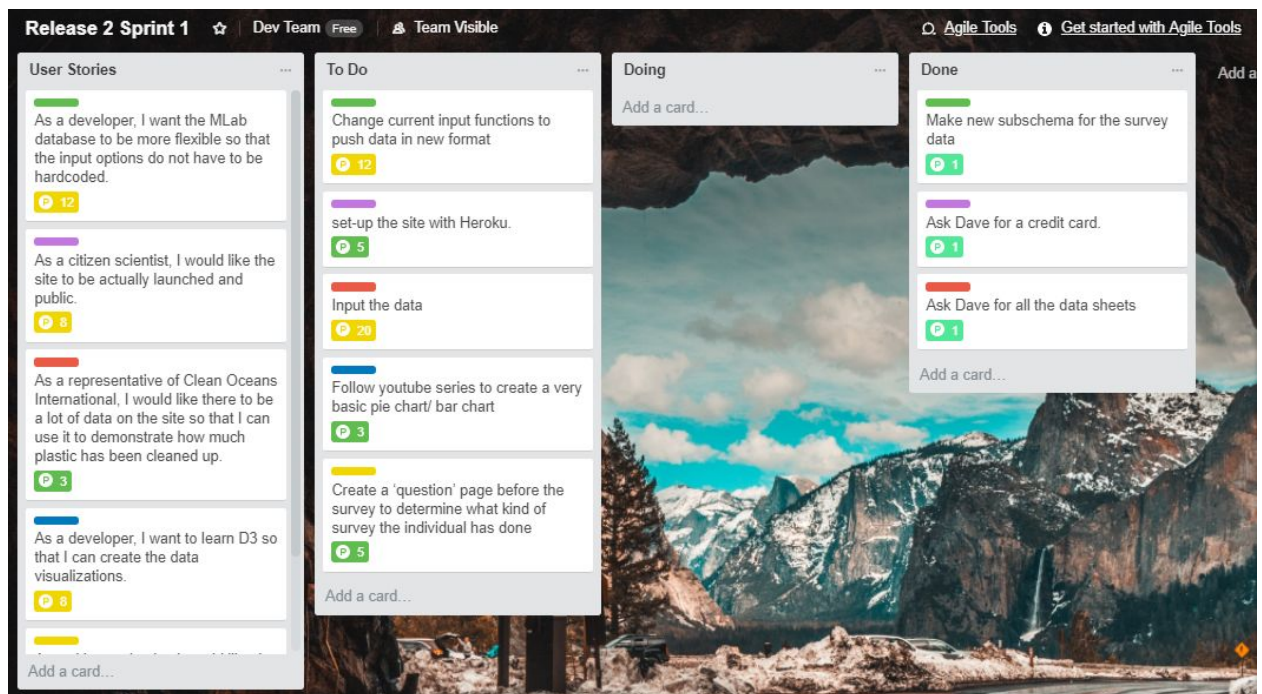 Release 2 Sprint 1 Dev Team Free Team Visible Agile Tools Get started with Agile Tools
User Stories
As a developer, I want the MLab
database to be more flexible so that
the input options do not have to be
hardcoded.
P 12
As a citizen scientist, I would like the
site to be actually launched and
public.
P 8
As a representative of Clean Oceans
International, I would like there to be
a lot of data on the site so that I can
use it to demonstrate how much
plastic has been cleaned up.
P 3
As a developer, I want to learn D3 so
that I can create the data
visualizations.
P 8
Add a card...
To Do
Change current input functions to
push data in new format
P 12
set-up the site with Heroku.
P 5
Input the data
P 20
Follow youtube series to create a very
basic pie chart/ bar chart
P 3
Create a ‘question’ page before the
survey to determine what kind of
survey the individual has done
P 5
Add a card...
Doing
Add a card...
Done
Make new subschema for the survey
data
P 1
Ask Dave for a credit card.
P 1
Ask Dave for all the data sheets
P 1
Add a card...
Add a